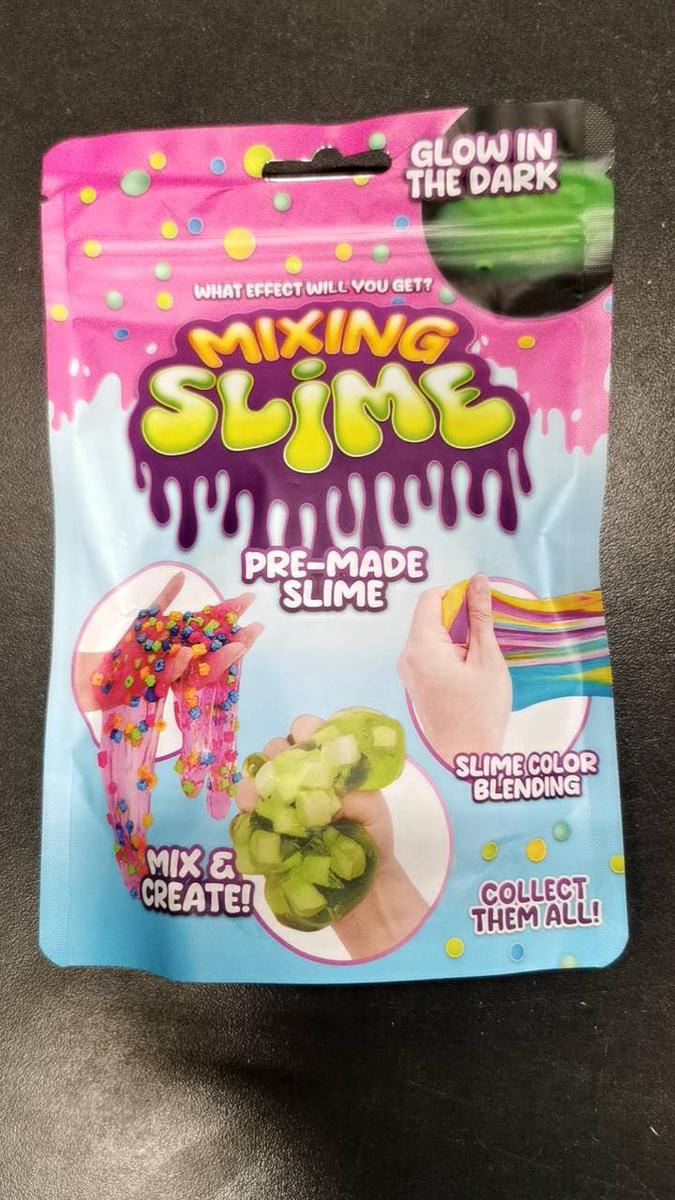 GLOW IN
THE DARK
WHAT EFFECT WILL YOU GET?
MIXING
SLiME
PRE-MADE
SLIME
SLIME COLOR
BLENDING
MIX &
CREATE!
COLLECT
THEM ALL!